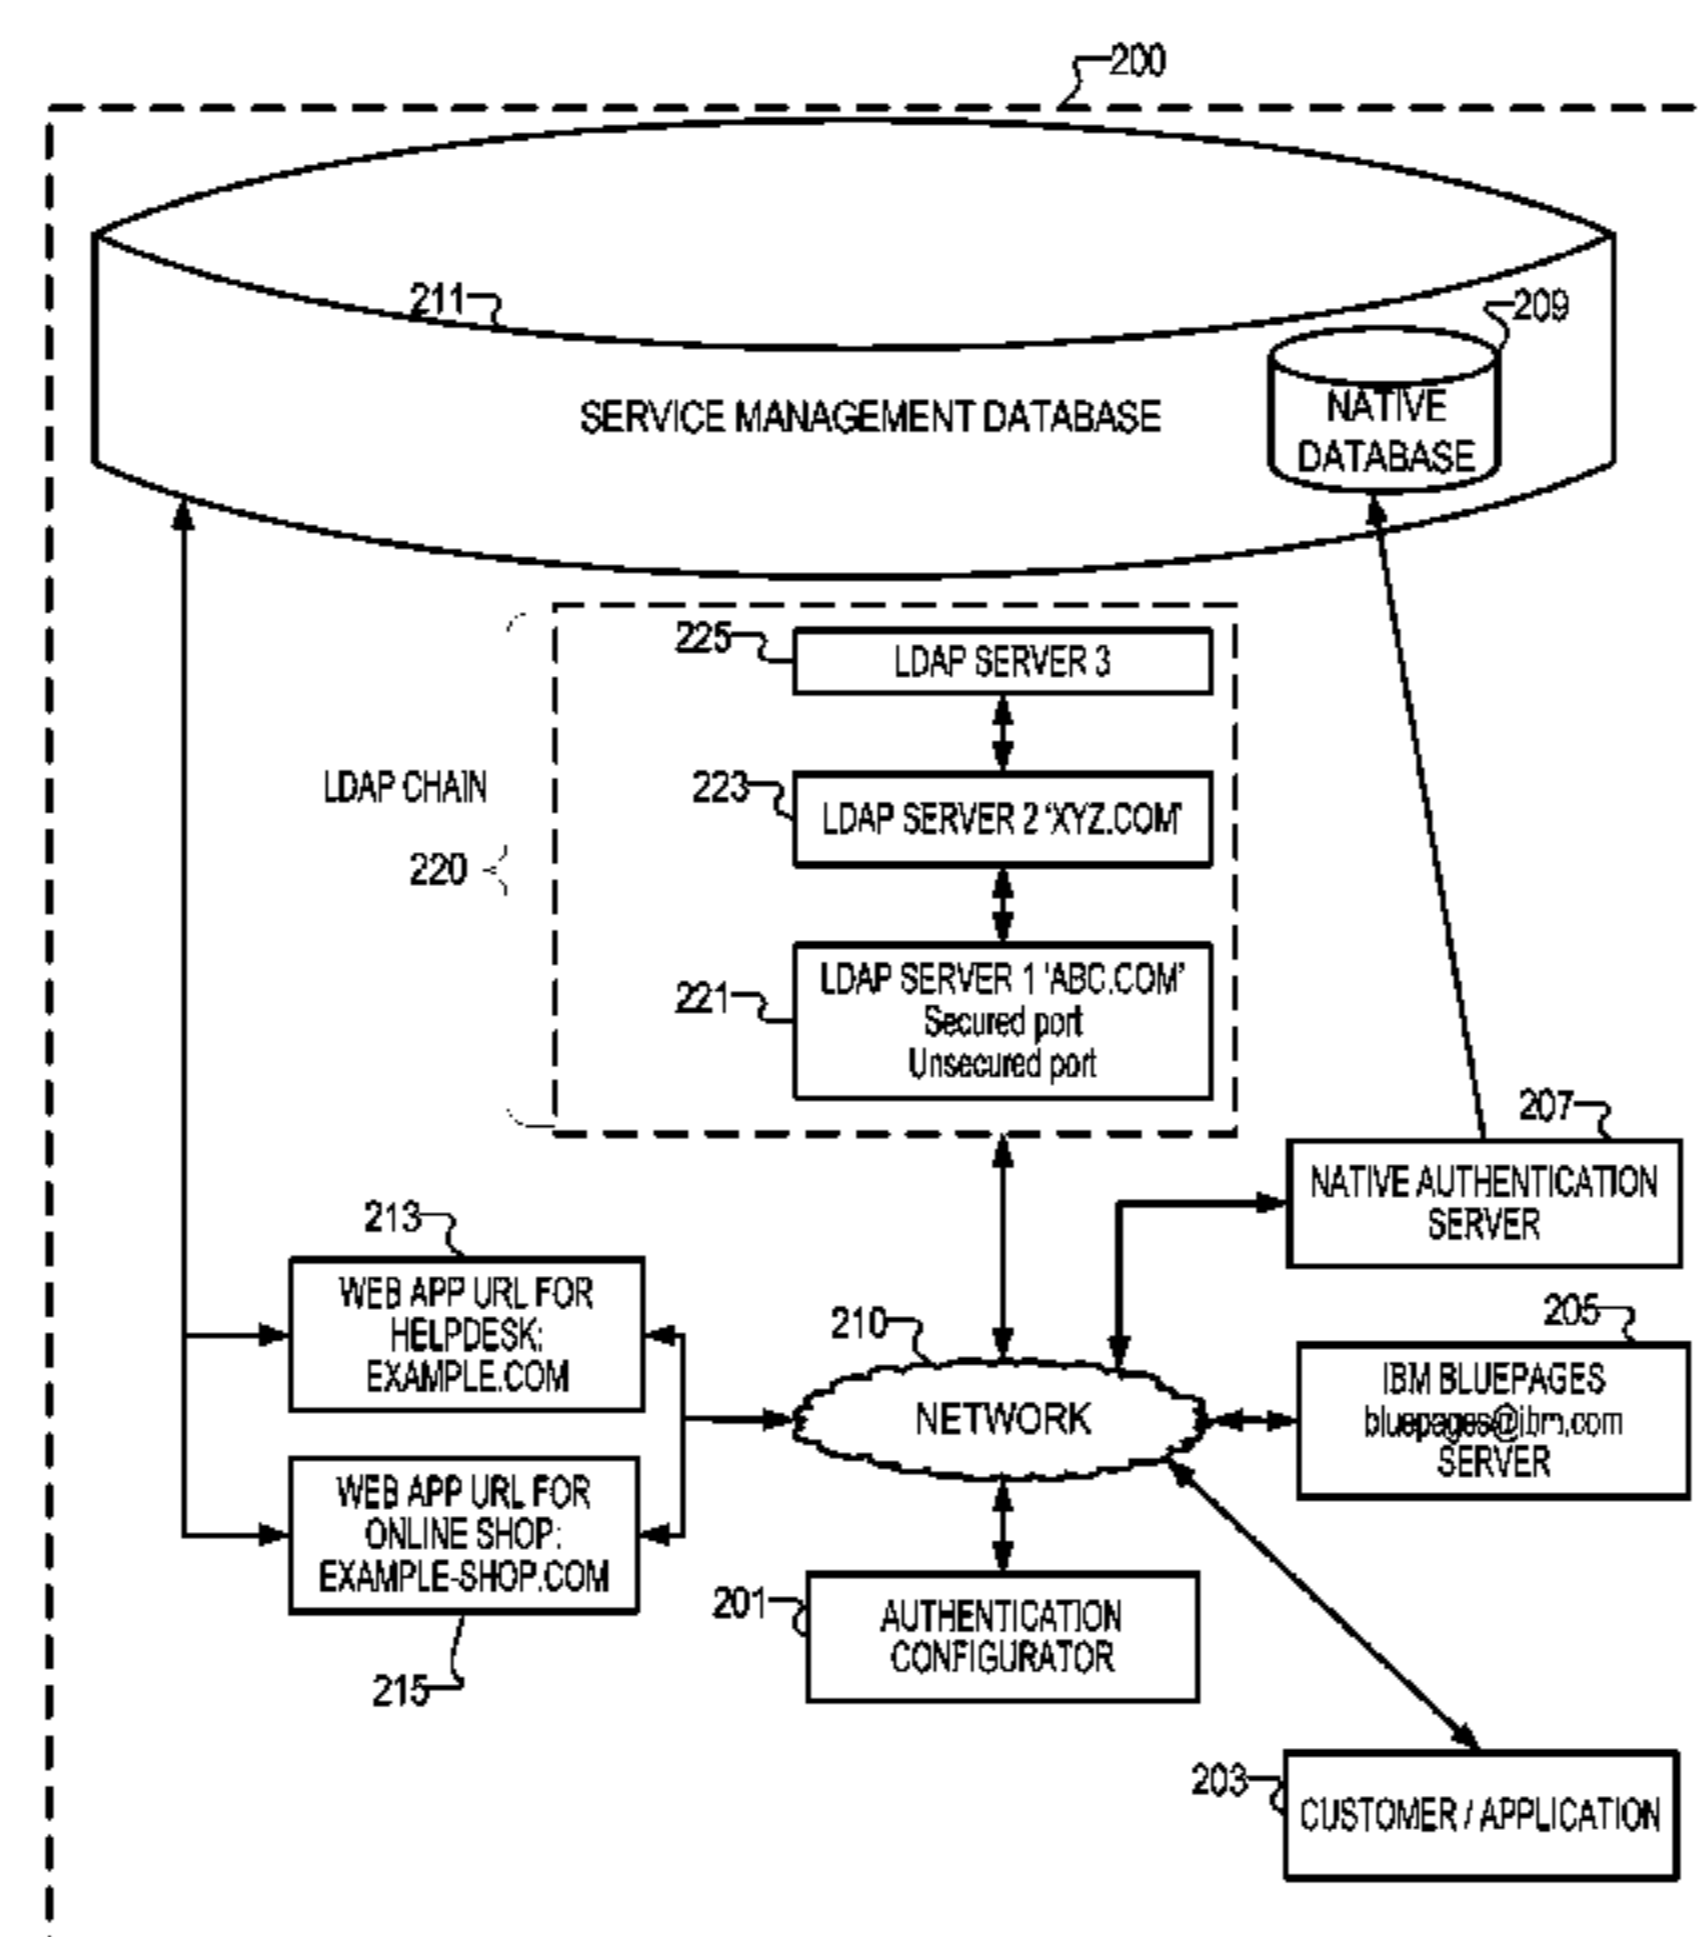 200
211
209
SERVICE MANAGEMENT DATABASE
NATIVE
DATABASE
225
LDAP SERVER 3
LDAP CHAIN
223
LDAP SERVER 2 'XYZ.COM'
220
221
LDAP SERVER 1 'ABC.COM'
Secured port
Unsecured port
207
NATIVE AUTHENTICATION
SERVER
213
WEB APP URL FOR
HELPDESK:
EXAMPLE.COM
210
NETWORK
205
IBM BLUEPAGES
bluepages@ibm.com
SERVER
WEB APP URL FOR
ONLINE SHOP:
EXAMPLE-SHOP.COM
215
201
AUTHENTICATION
CONFIGURATOR
203
CUSTOMER / APPLICATION